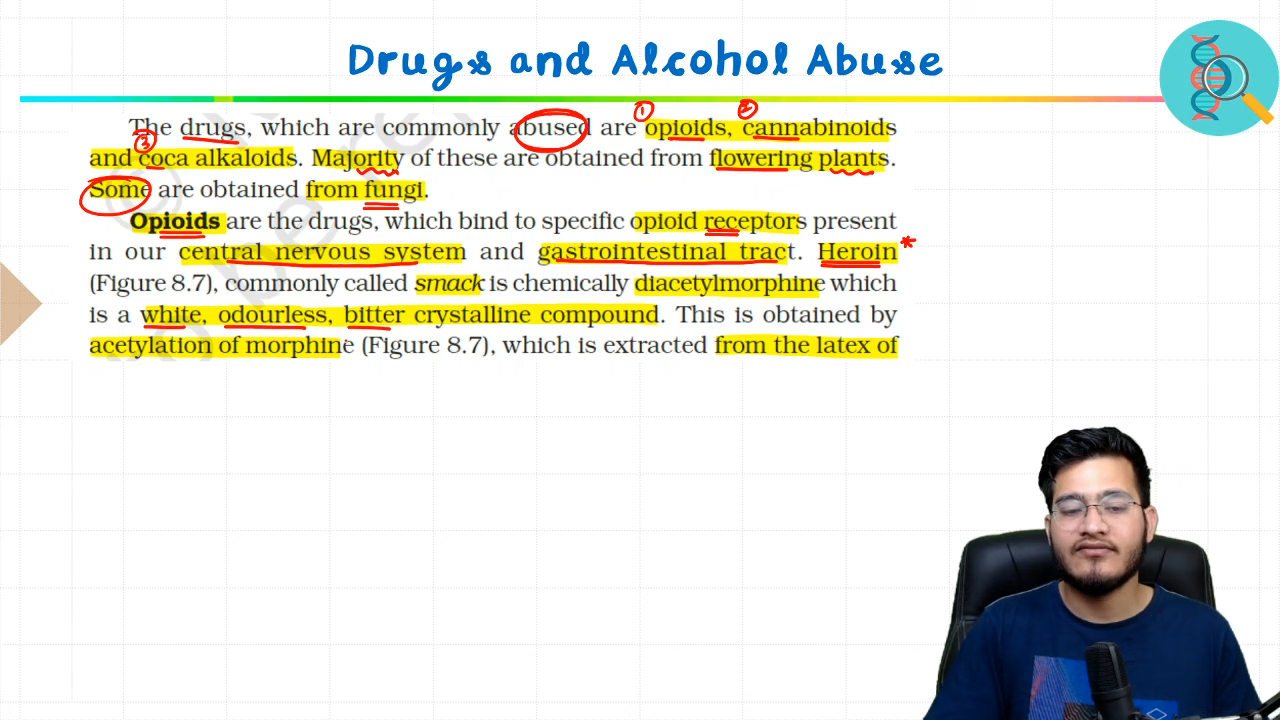 Drugs and Alcohol Abuse
① ②
The drugs, which are commonly abused are opioids, cannabinoids
③
and coca alkaloids. Majority of these are obtained from flowering plants.
Some are obtained from fungi.
Opioids are the drugs, which bind to specific opioid receptors present
in our central nervous system and gastrointestinal tract. Heroin*
(Figure 8.7), commonly called smack is chemically diacetylmorphine which
is a white, odourless, bitter crystalline compound. This is obtained by
acetylation of morphine (Figure 8.7), which is extracted from the latex of